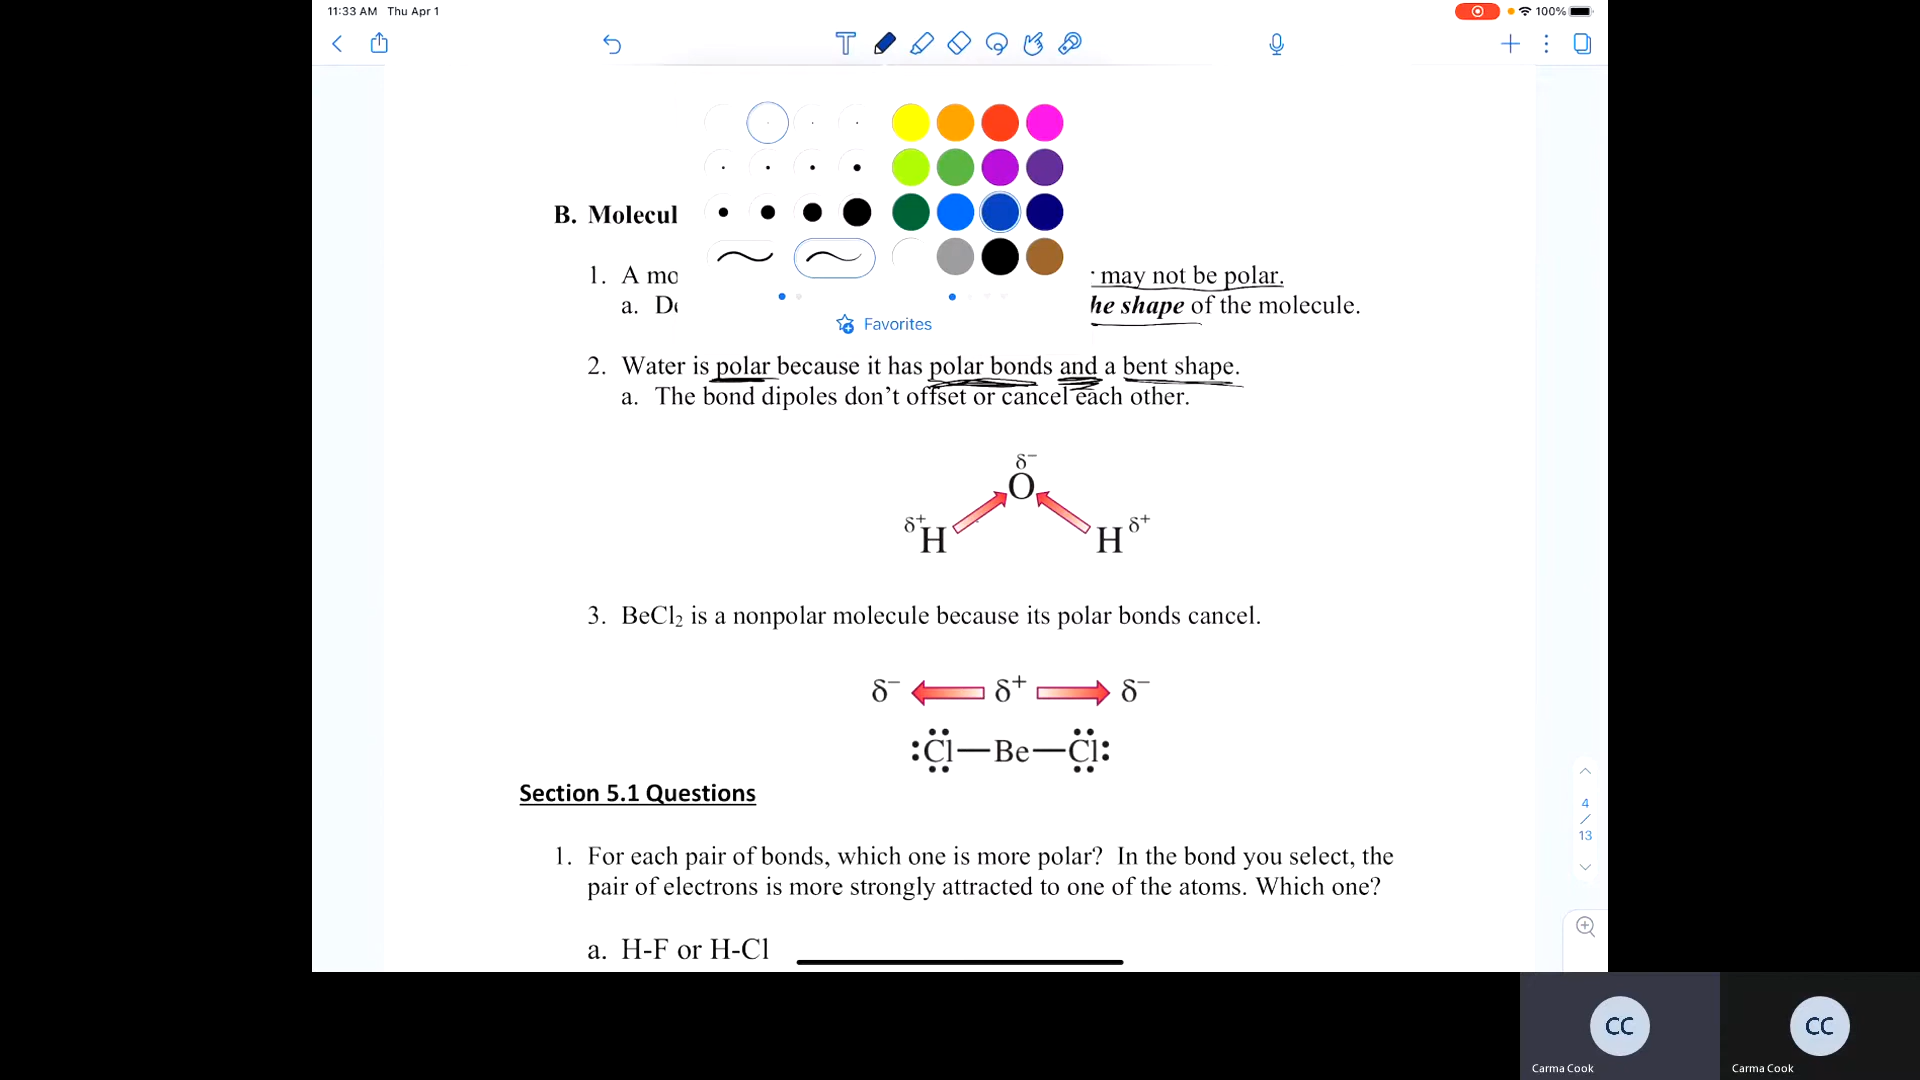 11:33 AM Thu Apr 1
100%
T
B. Molecul
1. A mo may not be polar.
a. he shape of the molecule.
Favorites
2. Water is polar because it has polar bonds and a bent shape.
a. The bond dipoles don’t offset or cancel each other.
δ−
O
δ+ H H δ+
3. BeCl2 is a nonpolar molecule because its polar bonds cancel.
δ− δ+ δ−
:Cl—Be—Cl:
Section 5.1 Questions
4
/
13
1. For each pair of bonds, which one is more polar? In the bond you select, the
pair of electrons is more strongly attracted to one of the atoms. Which one?
a. H-F or H-Cl
CC CC
Carma Cook Carma Cook